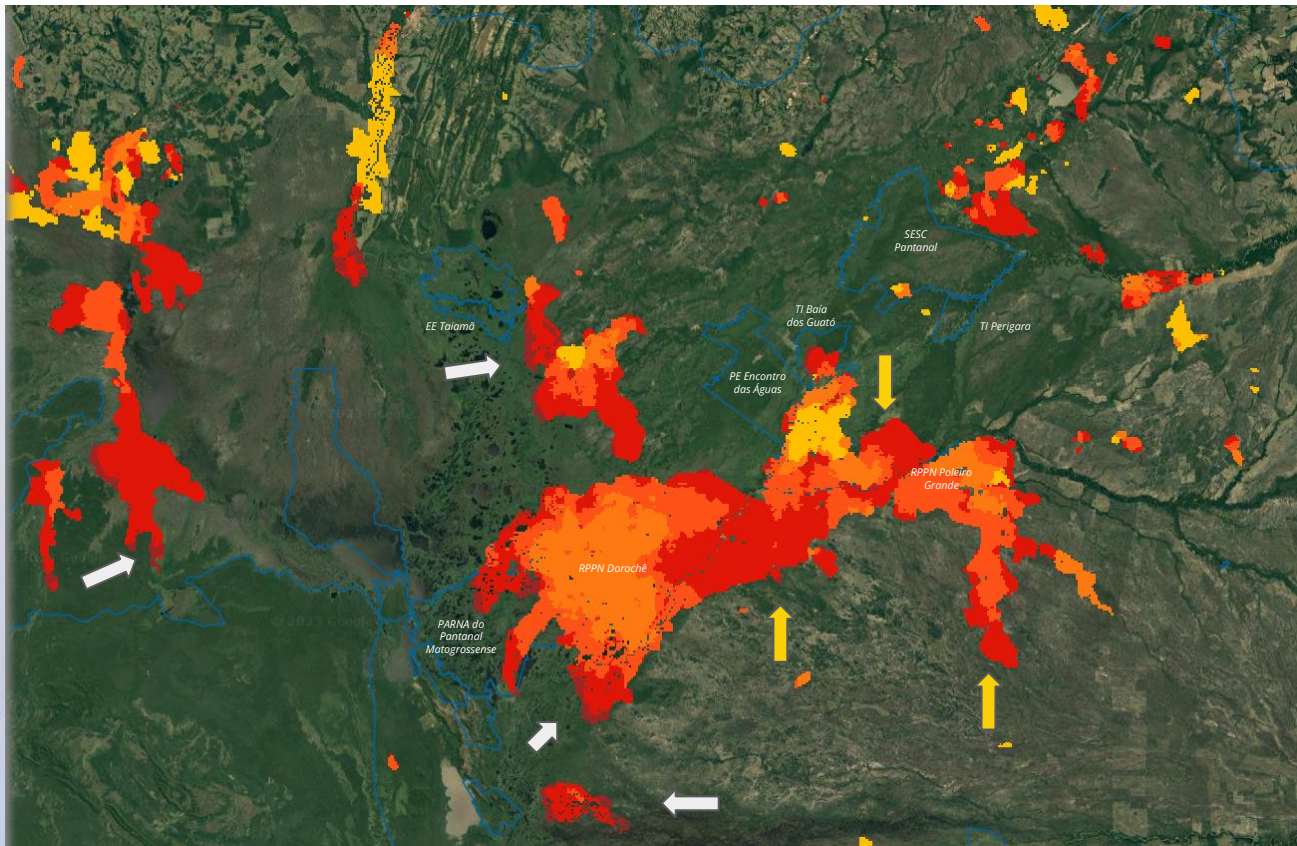 SESC
Pantanal
TI Baía
dos Guató
EE Taiamã
TI Perigara
PE Encontro
das Águas
RPPN Poleiro
Grande
RPPN Dorochê
PARNA do
Pantanal
Matogrossense